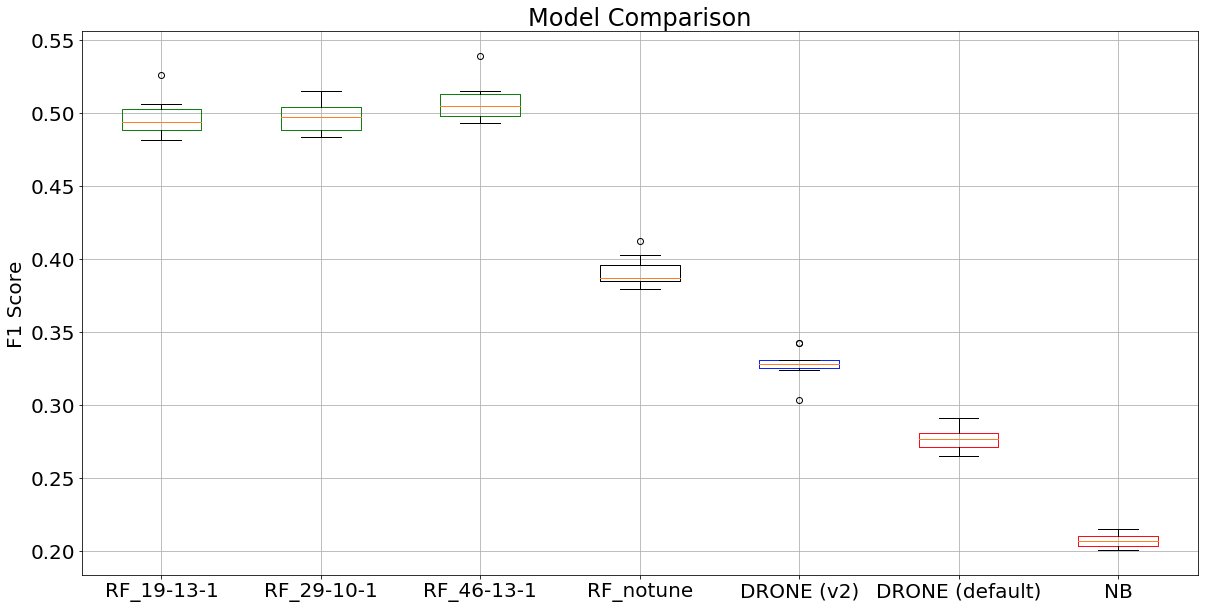 Model Comparison
0.55
0.50
0.45
0.40
0.35
0.30
0.25
0.20
F1 Score
RF_19-13-1 RF_29-10-1 RF_46-13-1 RF_notune DRONE (v2) DRONE (default) NB